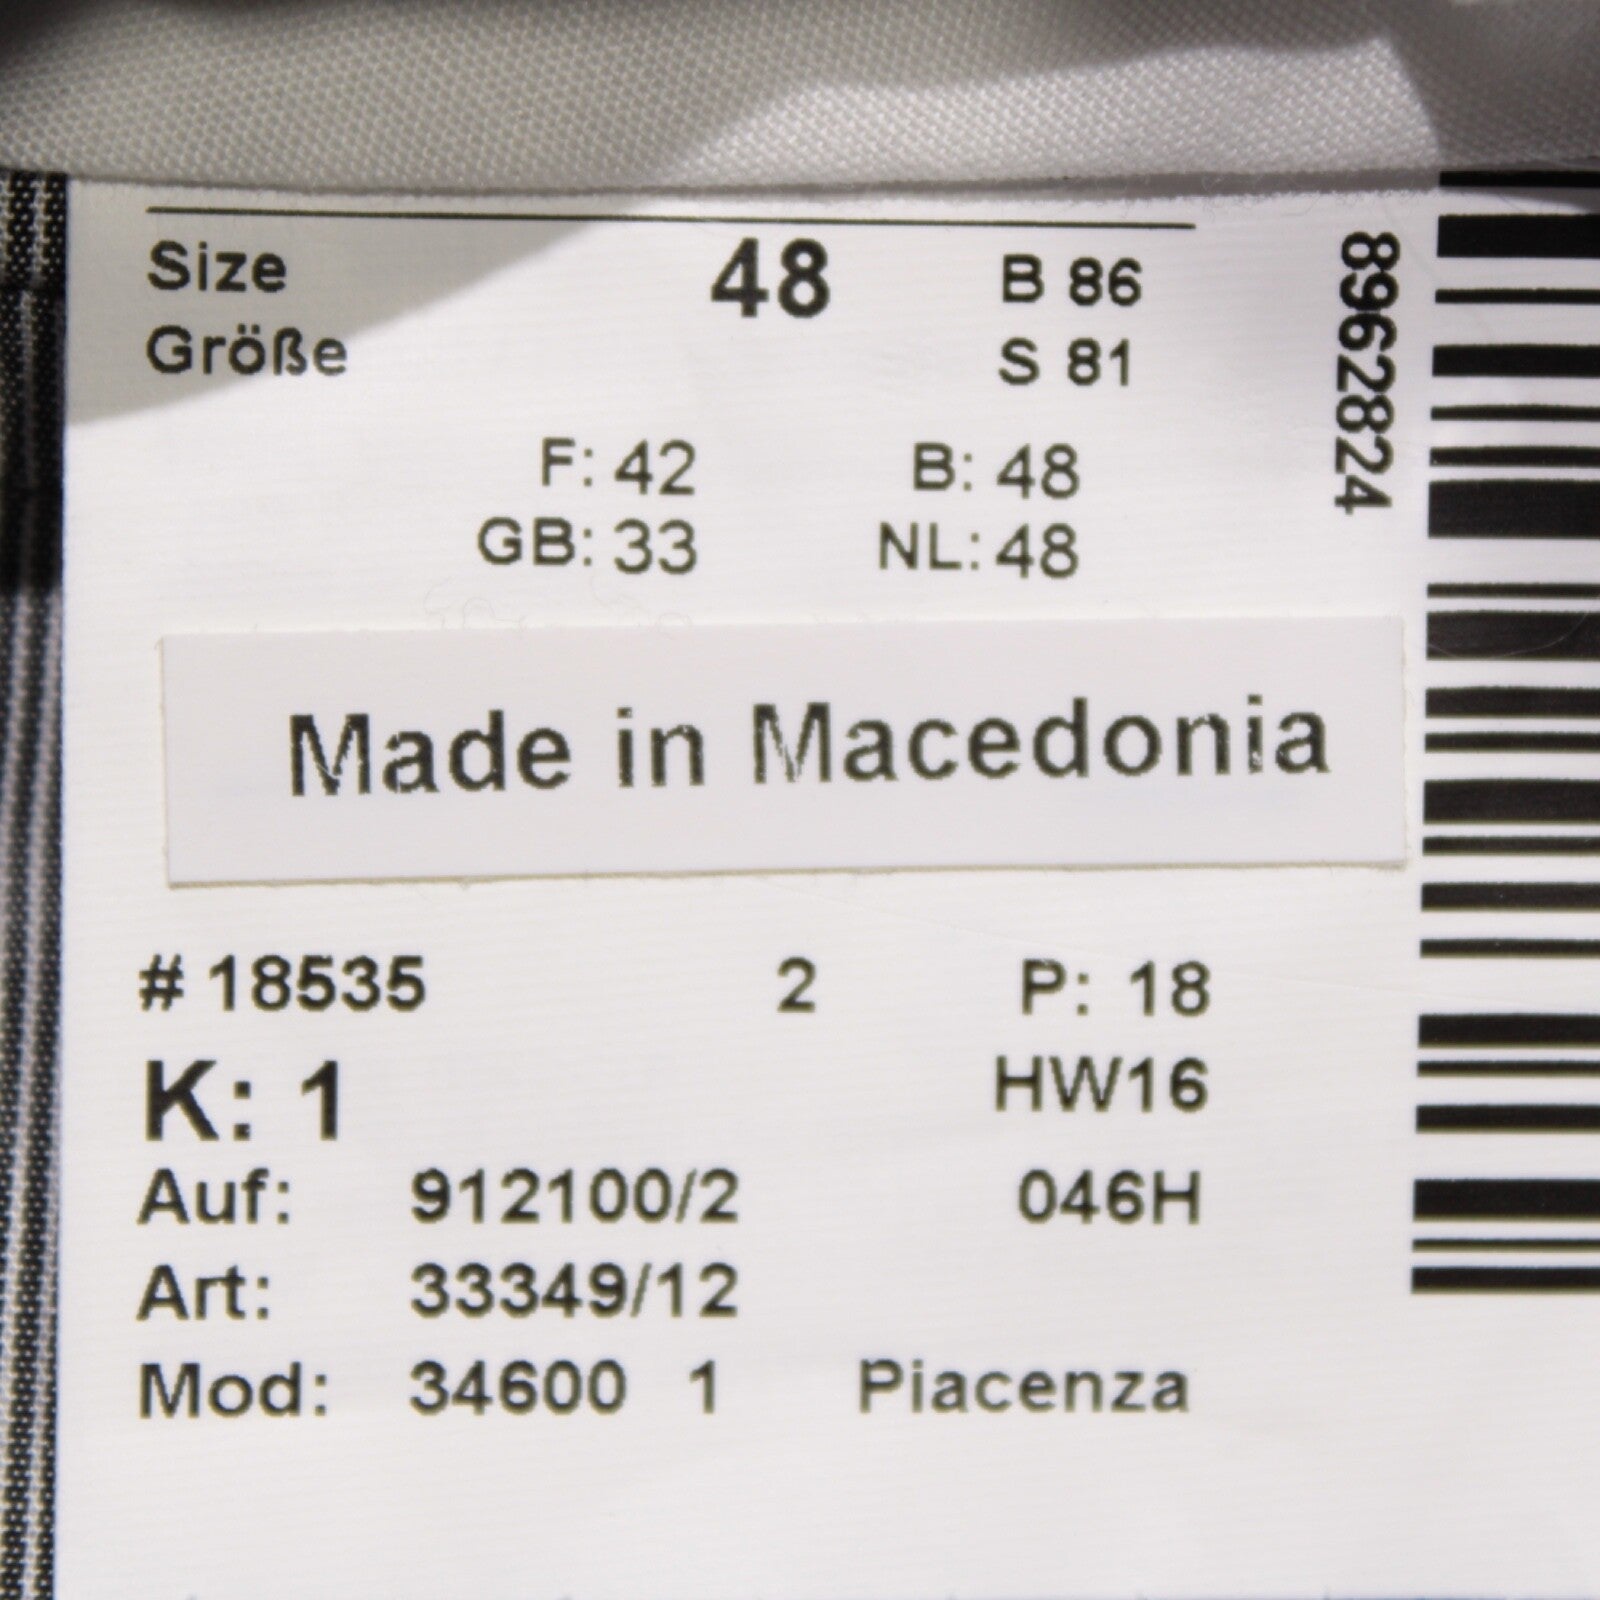 Size 48 B 86
Größe S 81
F: 42 B: 48
GB: 33 NL: 48
8962824
Made in Macedonia
# 18535 2 P: 18
K: 1 HW16
Auf: 912100/2 046H
Art: 33349/12
Mod: 34600 1 Piacenza